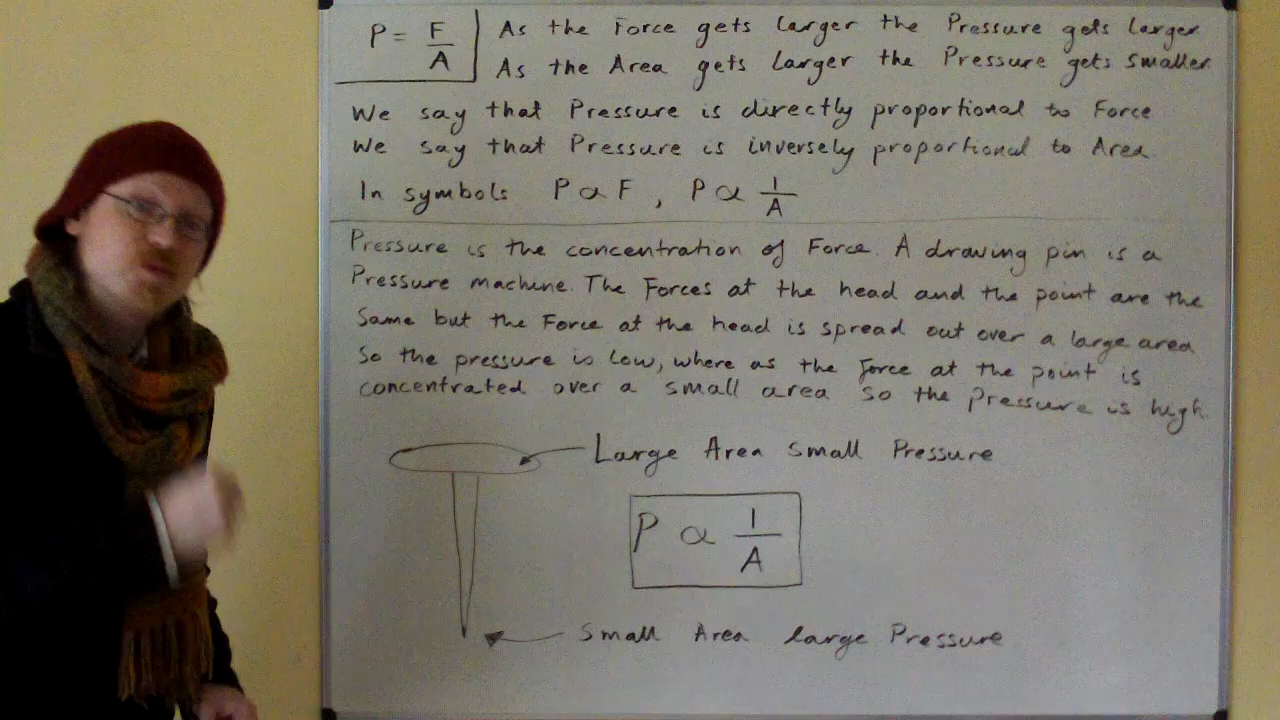 P = F/A As the Force gets larger the Pressure gets larger
As the Area gets larger the Pressure gets smaller.
We say that Pressure is directly proportional to Force
We say that Pressure is inversely proportional to Area.
In symbols P ∝ F , P ∝ 1/A
Pressure is the concentration of Force. A drawing pin is a
Pressure machine. The Forces at the head and the point are the
same but the Force at the head is spread out over a large area
So the pressure is low, where as the Force at the point is
concentrated over a small area so the Pressure is high.
Large Area Small Pressure
P ∝ 1/A
Small Area large Pressure